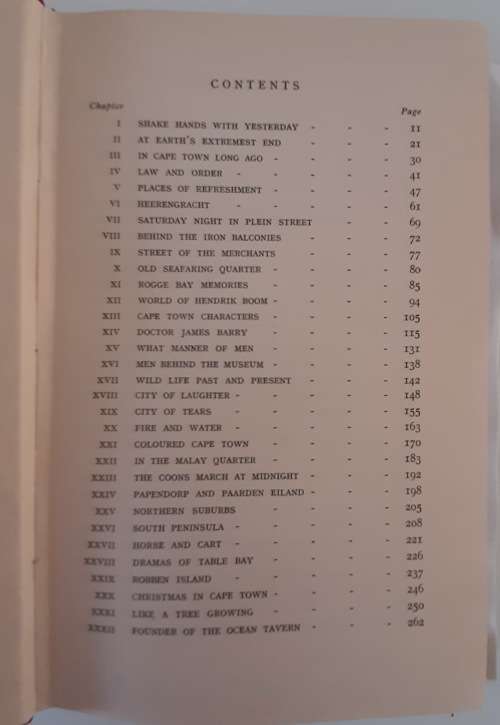 CONTENTS
Chapter Page
I SHAKE HANDS WITH YESTERDAY - - - 11
II AT EARTH'S EXTREMEST END - - - 21
III IN CAPE TOWN LONG AGO - - - - 30
IV LAW AND ORDER - - - - - 41
V PLACES OF REFRESHMENT - - - - 47
VI HEERENGRACHT - - - - - 61
VII SATURDAY NIGHT IN PLEIN STREET - - 69
VIII BEHIND THE IRON BALCONIES - - - 72
IX STREET OF THE MERCHANTS - - - 77
X OLD SEAFARING QUARTER - - - - 80
XI ROGGE BAY MEMORIES - - - - 85
XII WORLD OF HENDRIK BOOM - - - - 94
XIII CAPE TOWN CHARACTERS - - - - 105
XIV DOCTOR JAMES BARRY - - - - 115
XV WHAT MANNER OF MEN - - - - 131
XVI MEN BEHIND THE MUSEUM - - - - 138
XVII WILD LIFE PAST AND PRESENT - - - 142
XVIII CITY OF LAUGHTER - - - - - 148
XIX CITY OF TEARS - - - - - 155
XX FIRE AND WATER - - - - - 163
XXI COLOURED CAPE TOWN - - - - 170
XXII IN THE MALAY QUARTER - - - - 183
XXIII THE COONS MARCH AT MIDNIGHT - - - 192
XXIV PAPENDORP AND PAARDEN EILAND - - - 198
XXV NORTHERN SUBURBS - - - - 205
XXVI SOUTH PENINSULA - - - - - 208
XXVII HORSE AND CART - - - - - 221
XXVIII DRAMAS OF TABLE BAY - - - - 226
XXIX ROBBEN ISLAND - - - - - 237
XXX CHRISTMAS IN CAPE TOWN - - - - 246
XXXI LIKE A TREE GROWING - - - - 250
XXXII FOUNDER OF THE OCEAN TAVERN - - - 262